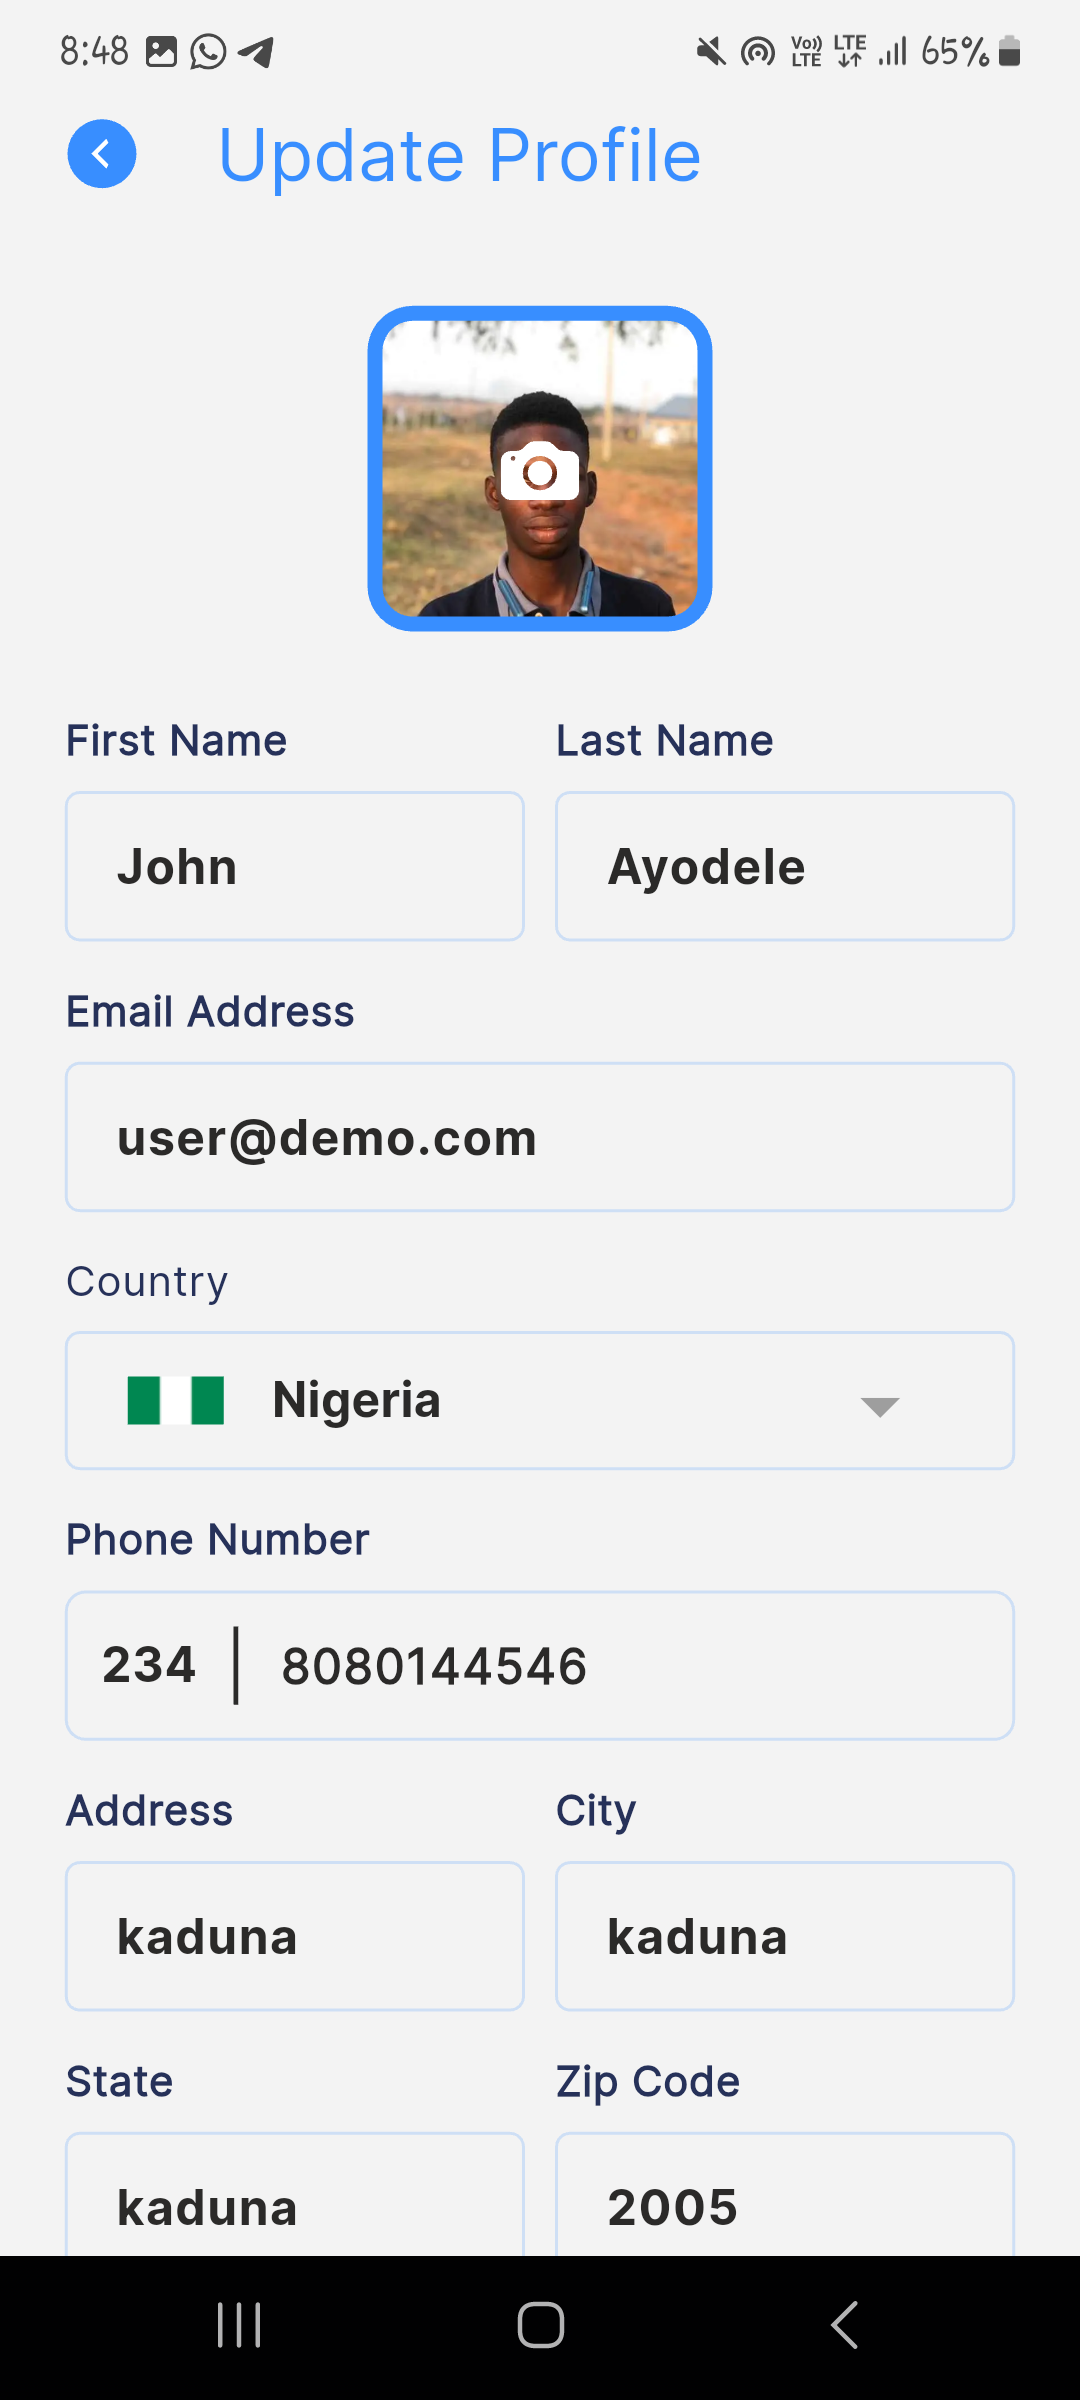 8:48 Vo)) LTE LTE 65%
Update Profile
First Name Last Name
John Ayodele
Email Address
user@demo.com
Country
Nigeria
Phone Number
234 8080144546
Address City
kaduna kaduna
State Zip Code
kaduna 2005